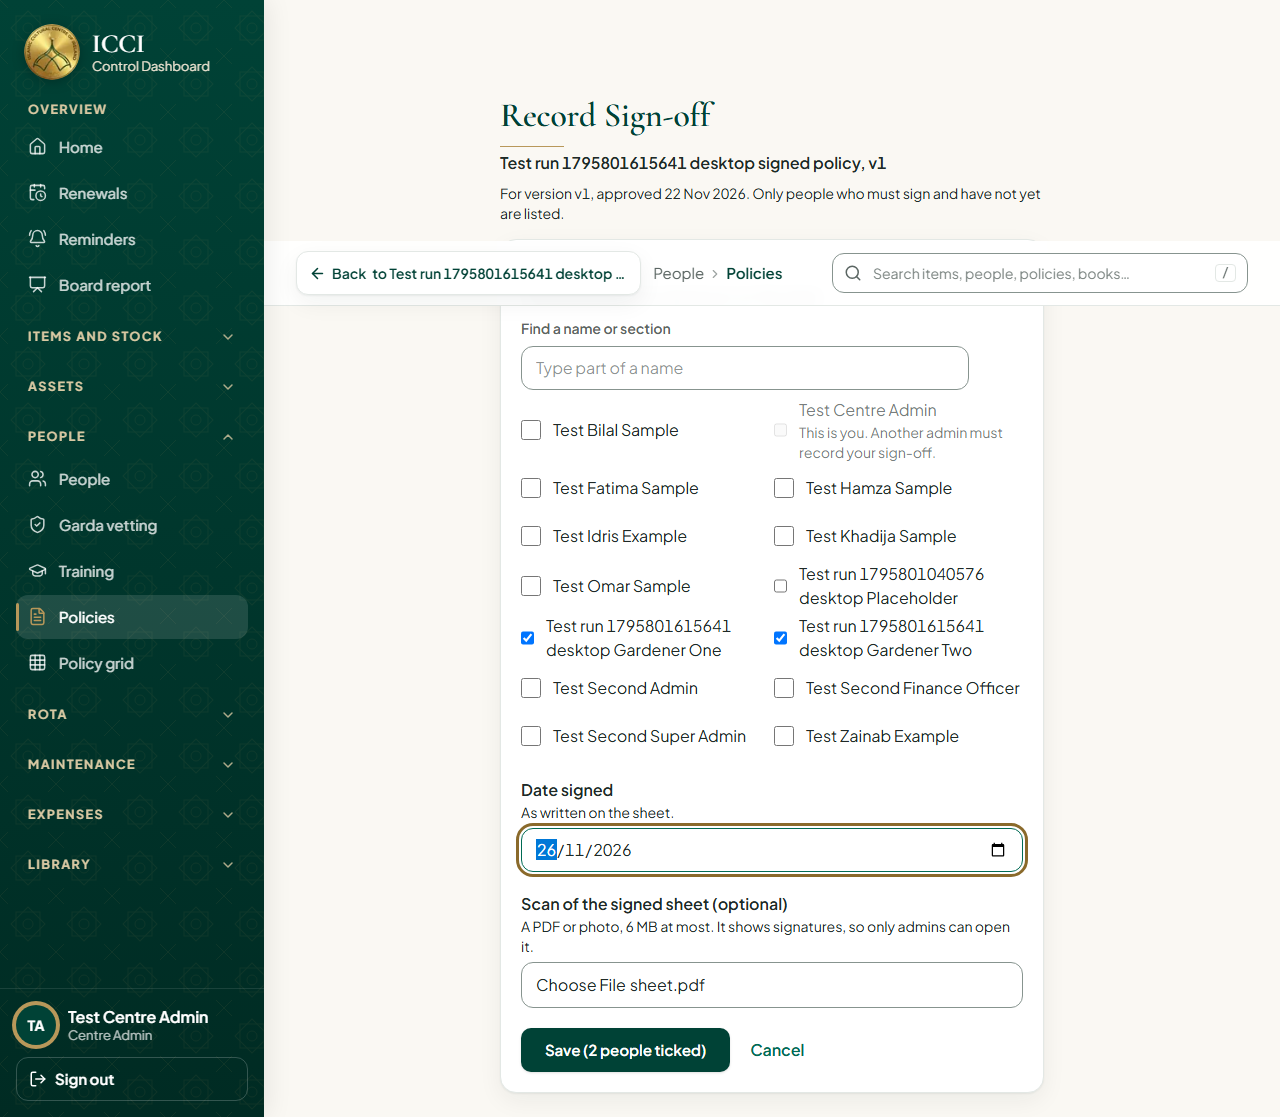 ICCI
Control Dashboard
OVERVIEW
Home
Renewals
Reminders
Board report
ITEMS AND STOCK
ASSETS
PEOPLE
People
Garda vetting
Training
Policies
Policy grid
ROTA
MAINTENANCE
EXPENSES
LIBRARY
TA
Test Centre Admin
Centre Admin
Sign out
Record Sign-off
Test run 1795801615641 desktop signed policy, v1
For version v1, approved 22 Nov 2026. Only people who must sign and have not yet
are listed.
Back to Test run 1795801615641 desktop ...
People > Policies
Search items, people, policies, books...
/
Find a name or section
Type part of a name
Test Bilal Sample
Test Centre Admin
This is you. Another admin must
record your sign-off.
Test Fatima Sample
Test Hamza Sample
Test Idris Example
Test Khadija Sample
Test Omar Sample
Test run 1795801040576
desktop Placeholder
Test run 1795801615641
desktop Gardener One
Test run 1795801615641
desktop Gardener Two
Test Second Admin
Test Second Finance Officer
Test Second Super Admin
Test Zainab Example
Date signed
As written on the sheet.
26/11/2026
Scan of the signed sheet (optional)
A PDF or photo, 6 MB at most. It shows signatures, so only admins can open
it.
Choose File sheet.pdf
Save (2 people ticked)
Cancel